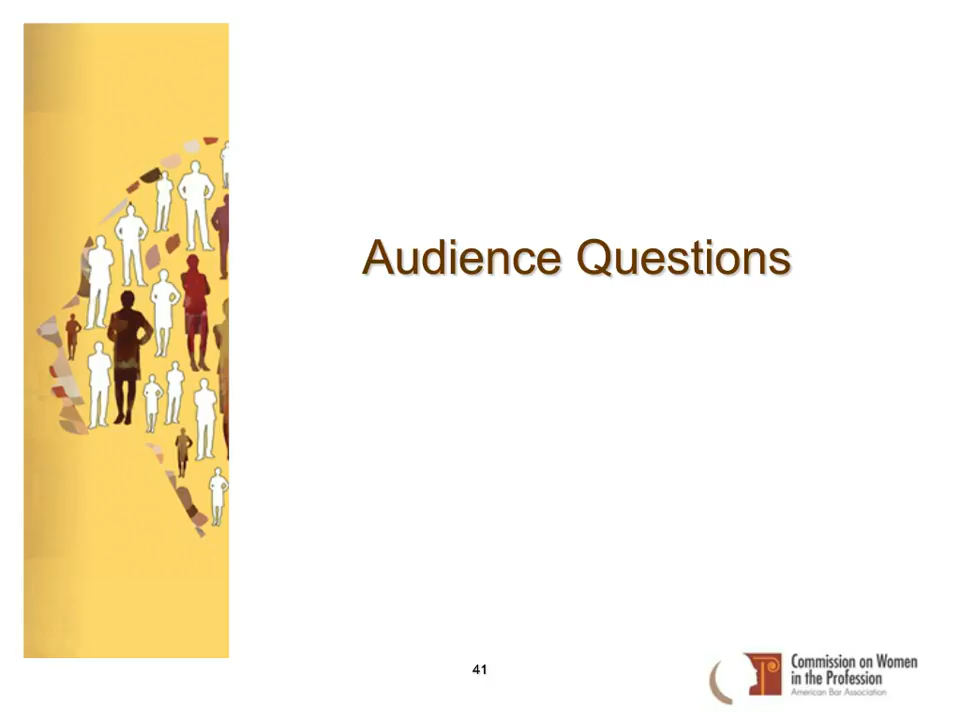 Audience Questions
41
Commission on Women
in the Profession
American Bar Association